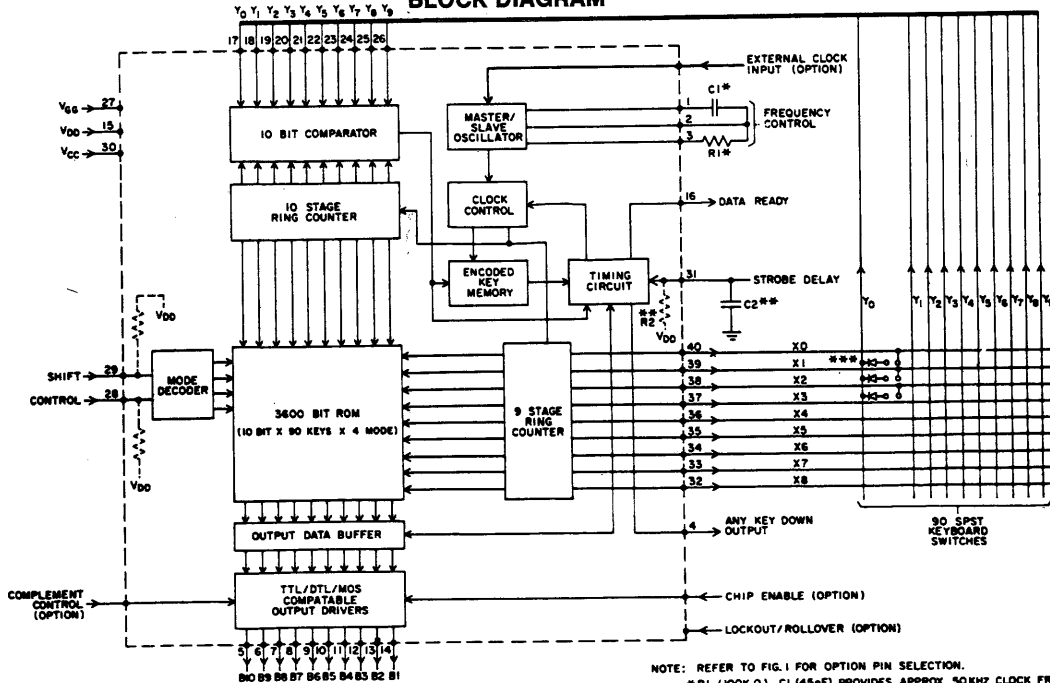 BLOCK DIAGRAM
Y0 Y1 Y2 Y3 Y4 Y5 Y6 Y7 Y8 Y9
17 18 19 20 21 22 23 24 25 26
EXTERNAL CLOCK
INPUT (OPTION)
VGG 27
VDD 15
VCC 30
10 BIT COMPARATOR
MASTER/
SLAVE
OSCILLATOR
1 C1*
2
3 R1*
FREQUENCY
CONTROL
10 STAGE
RING COUNTER
CLOCK
CONTROL
16 DATA READY
ENCODED
KEY
MEMORY
TIMING
CIRCUIT
31 STROBE DELAY
C2**
**
R2
VDD
Y0 Y1 Y2 Y3 Y4 Y5 Y6 Y7 Y8
VDD
SHIFT 29
CONTROL 28
VDD
MODE
DECODER
3600 BIT ROM
(10 BIT X 90 KEYS X 4 MODE)
9 STAGE
RING
COUNTER
40 X0
39 X1
38 X2
37 X3
36 X4
35 X5
34 X6
33 X7
32 X8
***
90 SPST
KEYBOARD
SWITCHES
4 ANY KEY DOWN
OUTPUT
OUTPUT DATA BUFFER
COMPLEMENT
CONTROL
(OPTION)
TTL/DTL/MOS
COMPATABLE
OUTPUT DRIVERS
CHIP ENABLE (OPTION)
LOCKOUT/ROLLOVER (OPTION)
5 6 7 8 9 10 11 12 13 14
B10 B9 B8 B7 B6 B5 B4 B3 B2 B1
NOTE: REFER TO FIG. 1 FOR OPTION PIN SELECTION.
*R1 (100K Ω), C1 (45pF) PROVIDES APPROX. 50KHZ CLOCK